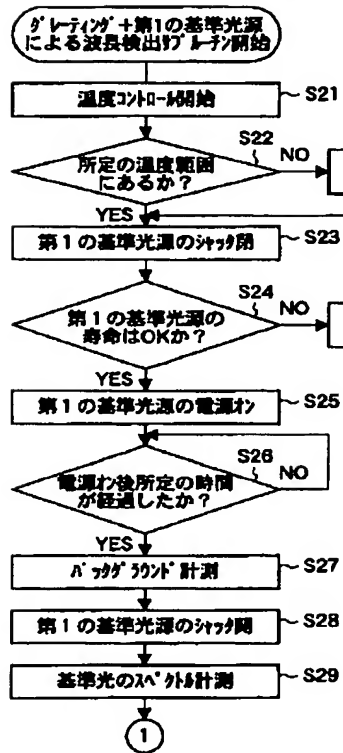 ｸﾞﾚｰﾃｨﾝｸﾞ+第1の基準光源
による波長検出ｻﾌﾞﾙｰﾁﾝ開始
温度ｺﾝﾄﾛｰﾙ開始
S21
S22
所定の温度範囲
にあるか？
NO
YES
第1の基準光源のｼｬｯﾀ閉
S23
S24
第1の基準光源の
寿命はOKか？
NO
YES
第1の基準光源の電源ｵﾝ
S25
S26
電源ｵﾝ後所定の時間
が経過したか？
NO
YES
ﾊﾞｯｸｸﾞﾗｳﾝﾄﾞ計測
S27
第1の基準光源のｼｬｯﾀ開
S28
基準光のｽﾍﾟｸﾄﾙ計測
S29
1